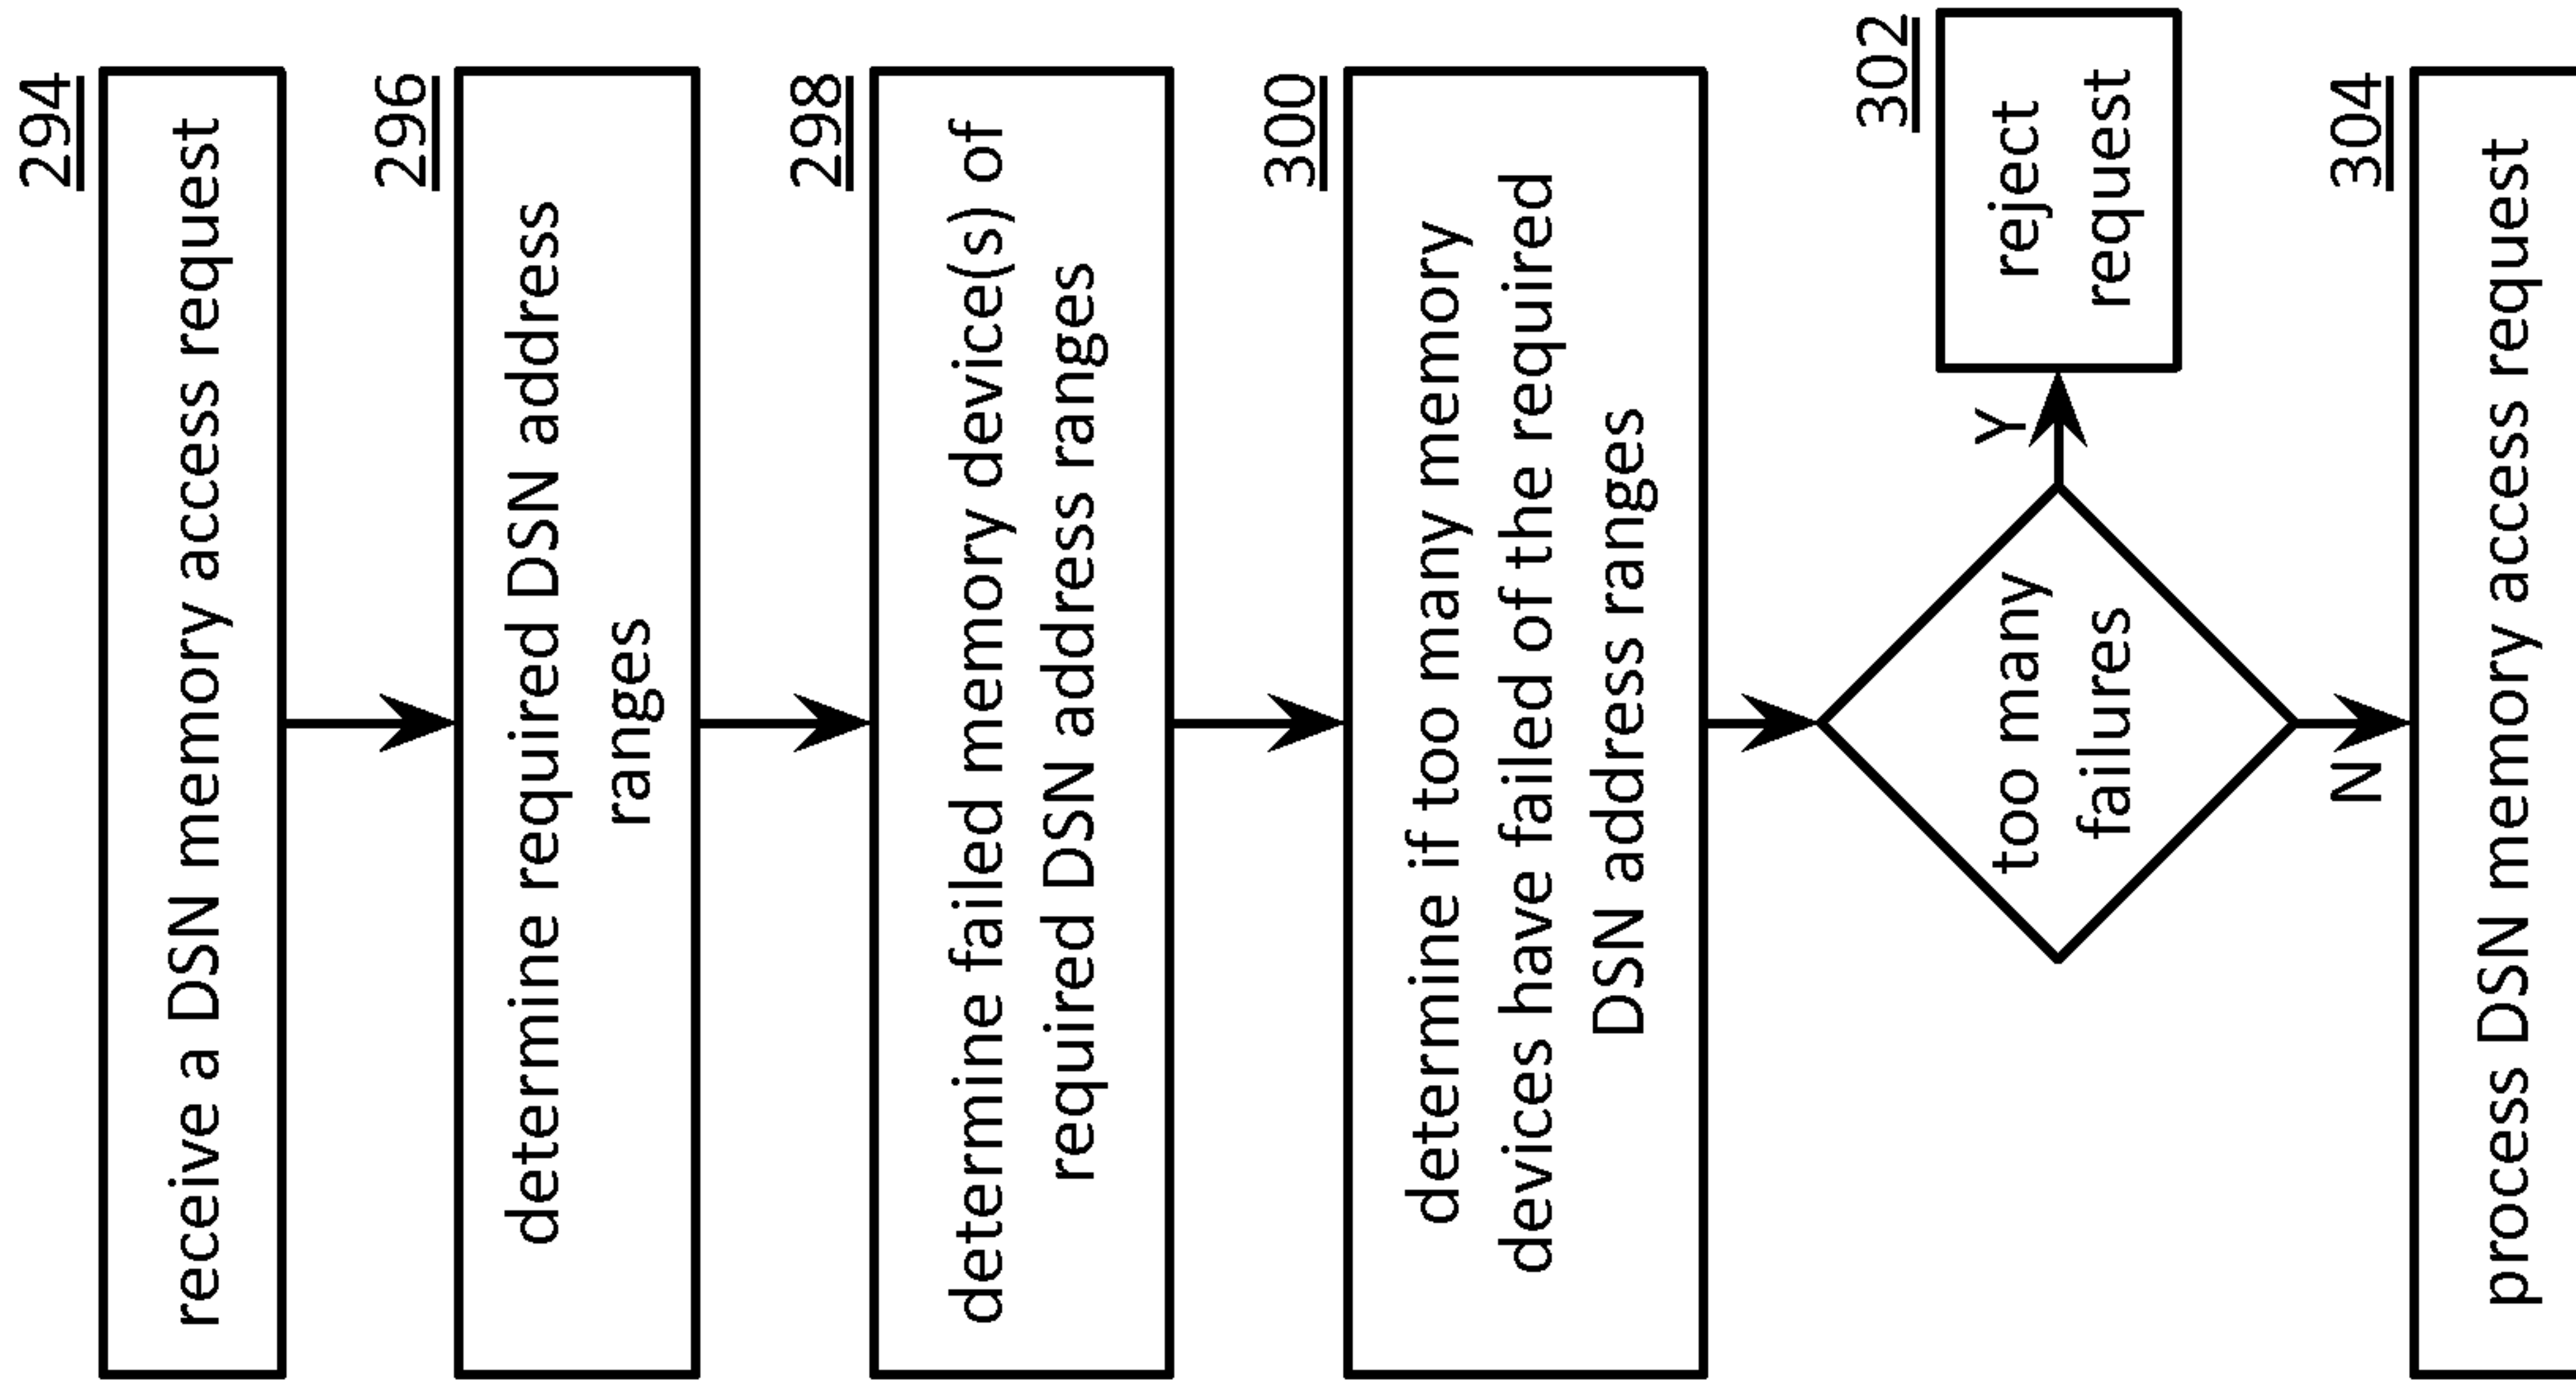 294
receive a DSN memory access request
296
determine required DSN address
ranges
298
determine failed memory device(s) of
required DSN address ranges
300
determine if too many memory
devices have failed of the required
DSN address ranges
too many
failures
Y
302
reject
request
N
304
process DSN memory access request